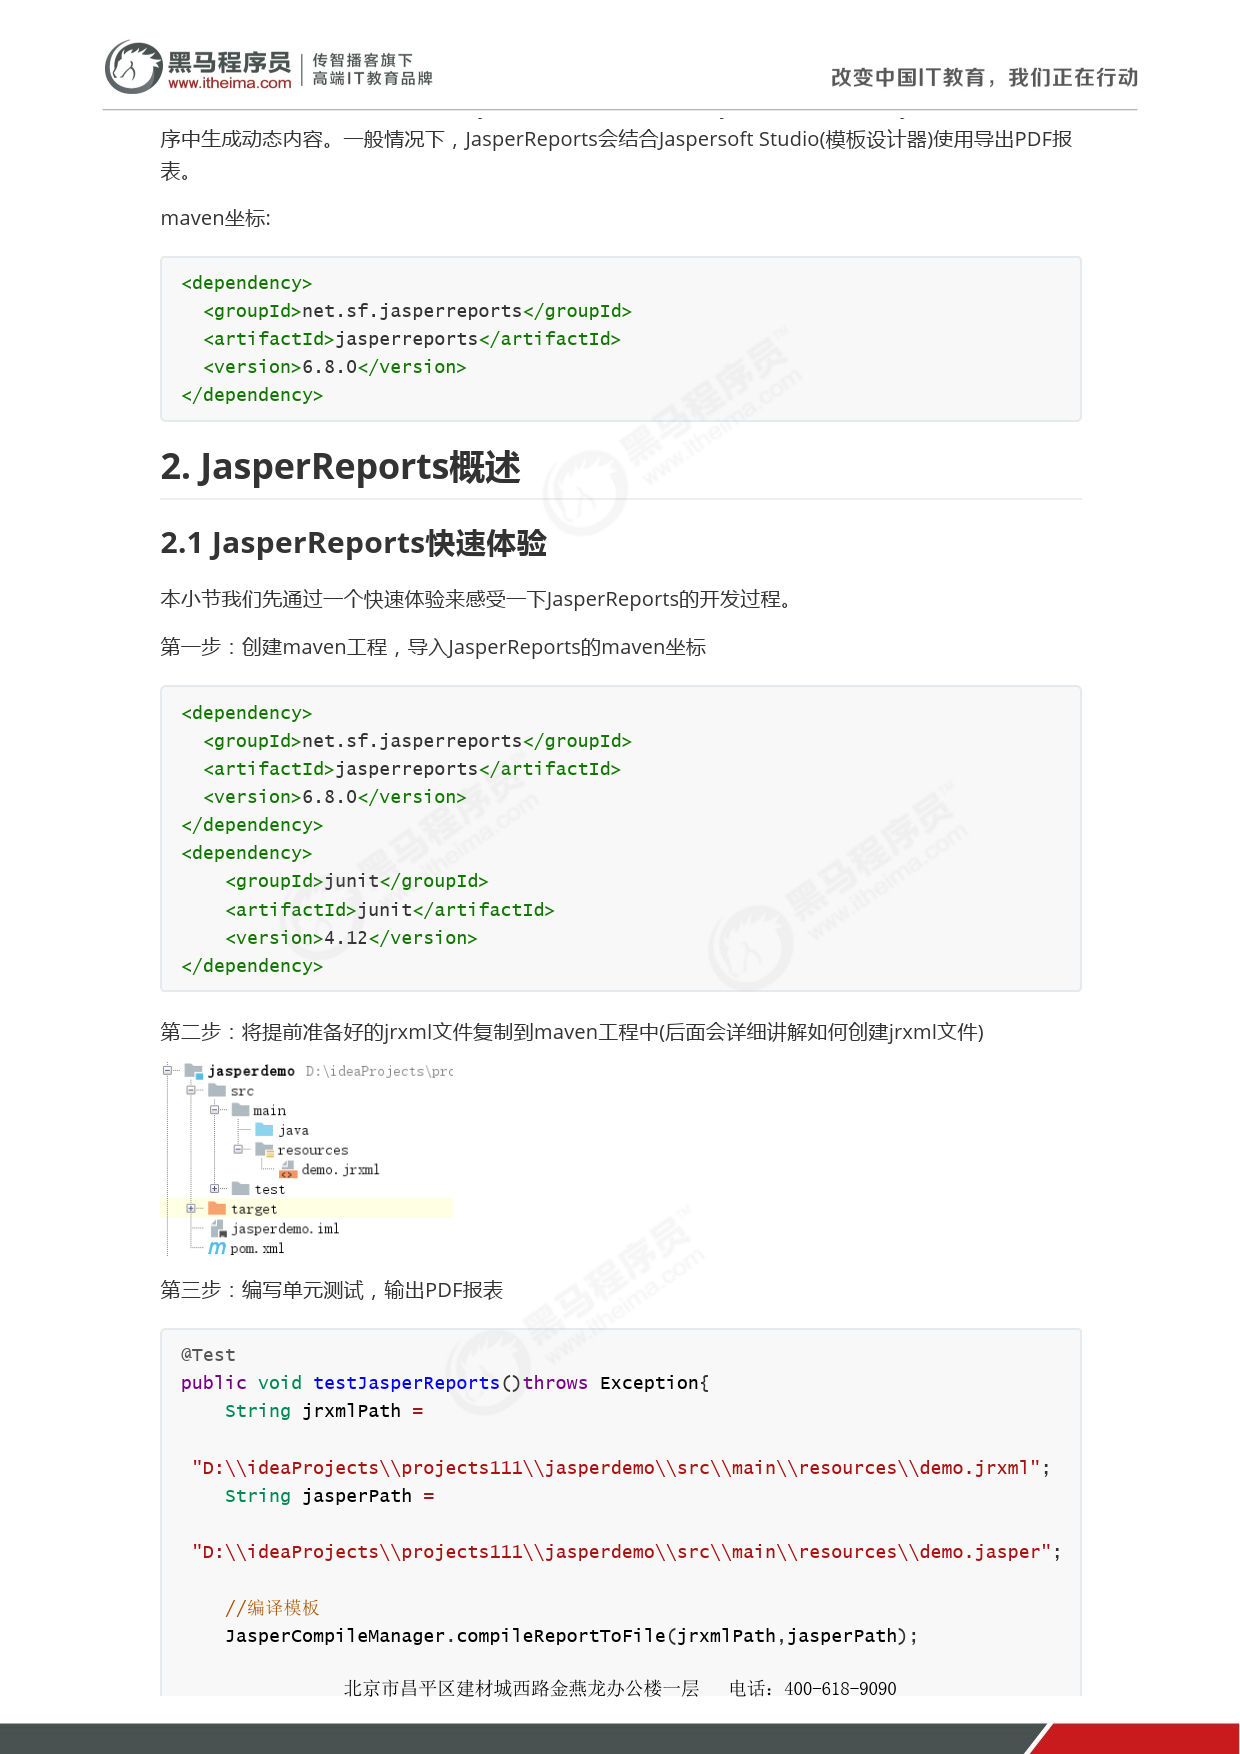 黑马程序员
www.itheima.com
传智播客旗下
高端IT教育品牌
改变中国IT教育，我们正在行动
序中生成动态内容。一般情况下，JasperReports会结合Jaspersoft Studio(模板设计器)使用导出PDF报
表。
maven坐标:
<dependency>
  <groupId>net.sf.jasperreports</groupId>
  <artifactId>jasperreports</artifactId>
  <version>6.8.0</version>
</dependency>
2. JasperReports概述
2.1 JasperReports快速体验
本小节我们先通过一个快速体验来感受一下JasperReports的开发过程。
第一步：创建maven工程，导入JasperReports的maven坐标
<dependency>
  <groupId>net.sf.jasperreports</groupId>
  <artifactId>jasperreports</artifactId>
  <version>6.8.0</version>
</dependency>
<dependency>
    <groupId>junit</groupId>
    <artifactId>junit</artifactId>
    <version>4.12</version>
</dependency>
第二步：将提前准备好的jrxml文件复制到maven工程中(后面会详细讲解如何创建jrxml文件)
jasperdemo D:\ideaProjects\pro
src
main
java
resources
demo.jrxml
test
target
jasperdemo.iml
pom.xml
第三步：编写单元测试，输出PDF报表
@Test
public void testJasperReports()throws Exception{
    String jrxmlPath =
 "D:\\ideaProjects\\projects111\\jasperdemo\\src\\main\\resources\\demo.jrxml";
    String jasperPath =
 "D:\\ideaProjects\\projects111\\jasperdemo\\src\\main\\resources\\demo.jasper";
    //编译模板
    JasperCompileManager.compileReportToFile(jrxmlPath,jasperPath);
北京市昌平区建材城西路金燕龙办公楼一层 电话：400-618-9090